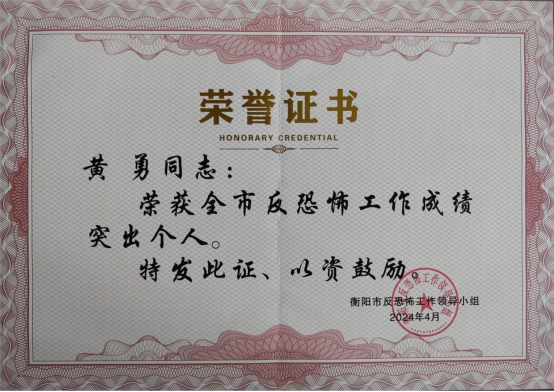 荣誉证书
HONORARY CREDENTIAL
黄 勇同志：
荣获全市反恐怖工作成绩
突出个人。
特发此证、以资鼓励。
衡阳市反恐怖工作领导小组
2024年4月